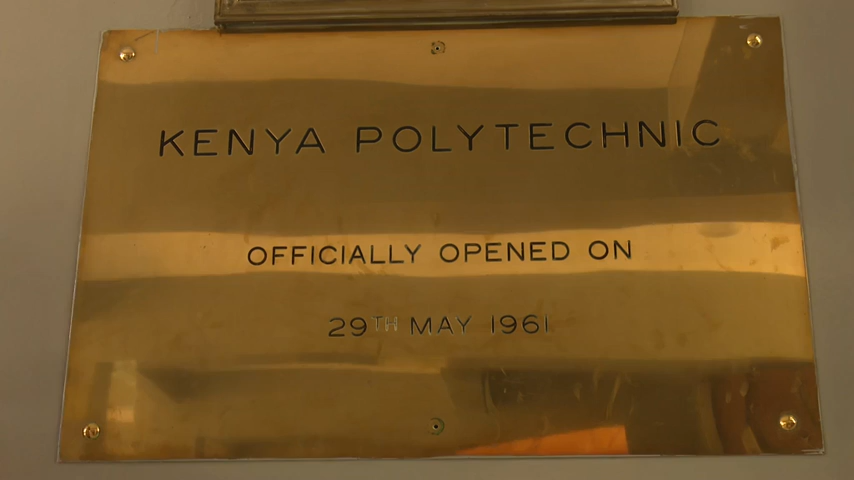 KENYA POLYTECHNIC
OFFICIALLY OPENED ON
29TH MAY 1961